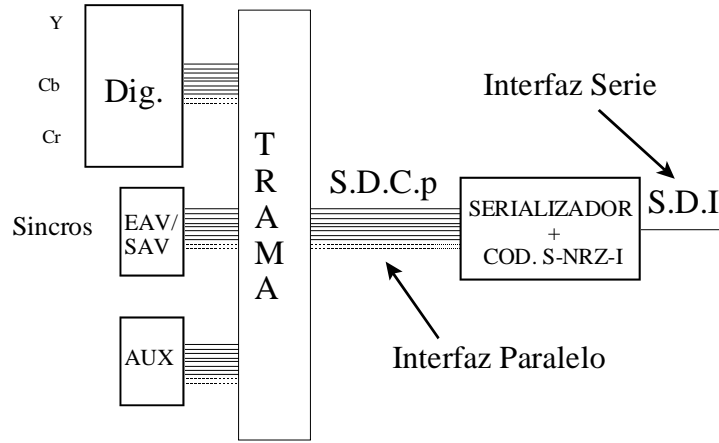 Y
Cb
Cr
Dig.
Sincros
EAV/
SAV
AUX
T
R
A
M
A
S.D.C.p
Interfaz Paralelo
SERIALIZADOR
+
COD. S-NRZ-I
Interfaz Serie
S.D.I